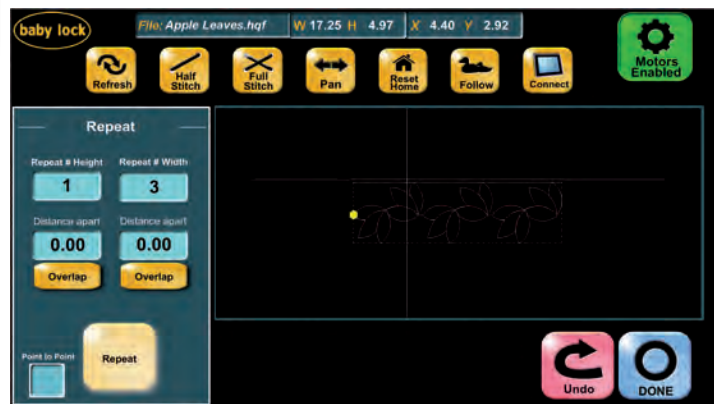 baby lock
File: Apple Leaves.hqf W 17.25 H 4.97 X 4.40 Y 2.92
Motors
Enabled
Refresh
Half
Stitch
Full
Stitch
Pan
Reset
Home
Follow
Connect
Repeat
Repeat # Height Repeat # Width
1 3
Distance apart Distance apart
0.00 0.00
Overlap Overlap
Point to Point
Repeat
Undo
DONE